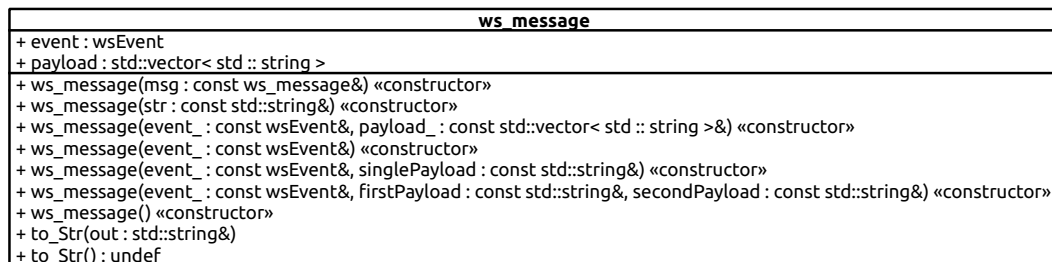 ws_message
+ event : wsEvent
+ payload : std::vector< std :: string >
+ ws_message(msg : const ws_message&) «constructor»
+ ws_message(str : const std::string&) «constructor»
+ ws_message(event_ : const wsEvent&, payload_ : const std::vector< std :: string >&) «constructor»
+ ws_message(event_ : const wsEvent&) «constructor»
+ ws_message(event_ : const wsEvent&, singlePayload : const std::string&) «constructor»
+ ws_message(event_ : const wsEvent&, firstPayload : const std::string&, secondPayload : const std::string&) «constructor»
+ ws_message() «constructor»
+ to_Str(out : std::string&)
+ to_Str() : undef